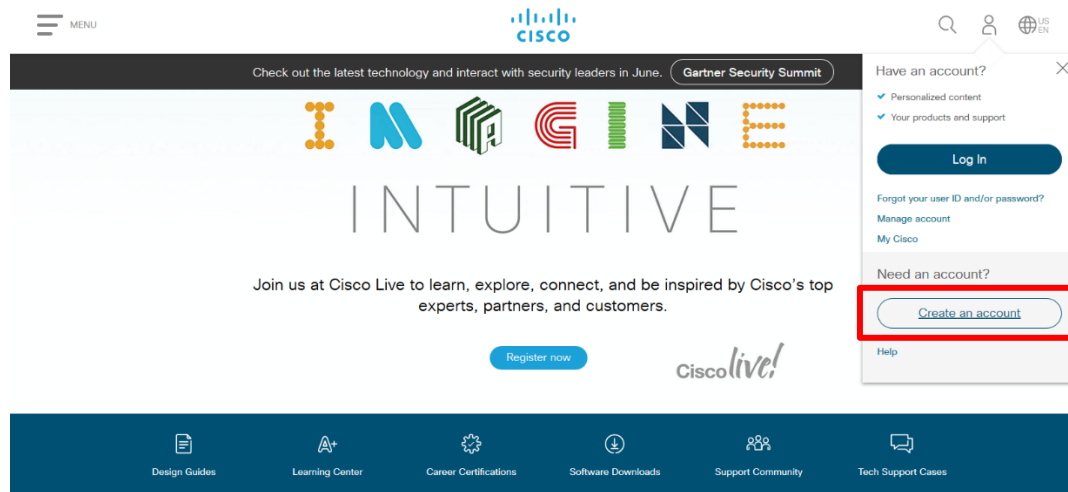 MENU
CISCO
US
EN
Check out the latest technology and interact with security leaders in June.
Gartner Security Summit
IMAGINE
INTUITIVE
Join us at Cisco Live to learn, explore, connect, and be inspired by Cisco's top
experts, partners, and customers.
Register now
Cisco live!
Have an account?
Personalized content
Your products and support
Log In
Forgot your user ID and/or password?
Manage account
My Cisco
Need an account?
Create an account
Help
Design Guides
A+
Learning Center
Career Certifications
Software Downloads
Support Community
Tech Support Cases